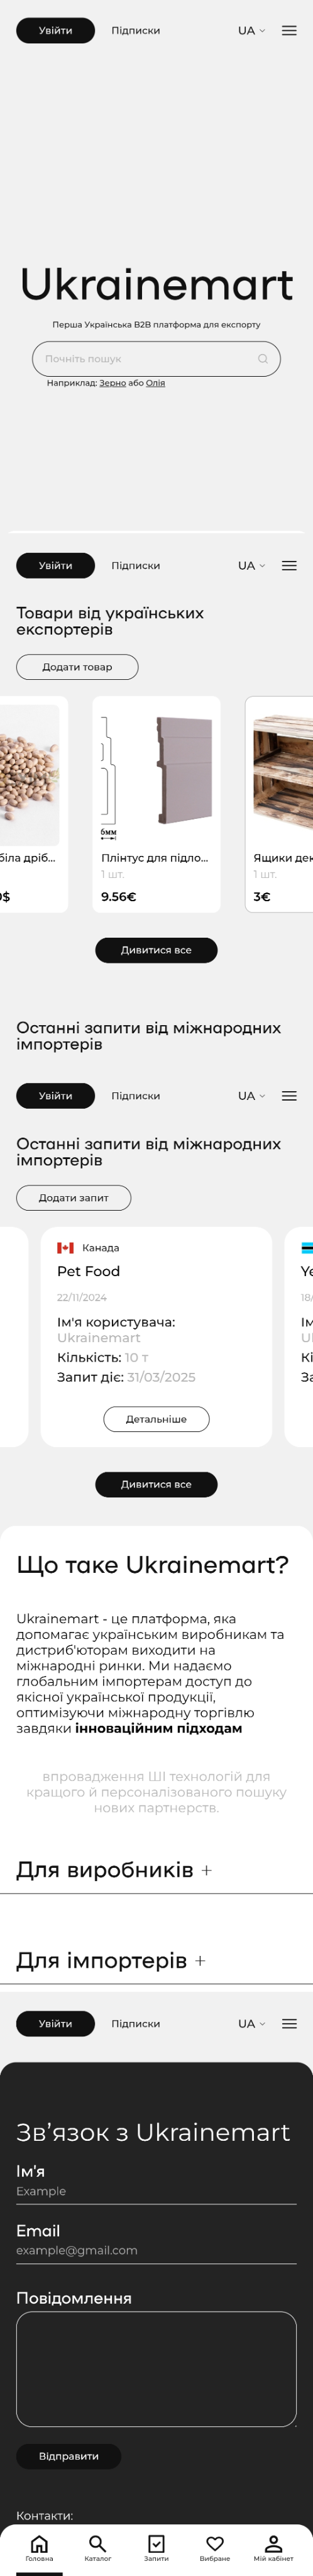 Увійти
Підписки
UA
Ukrainemart
Перша Українська B2B платформа для експорту
Почніть пошук
Наприклад: Зерно або Олія
Увійти
Підписки
UA
Товари від українських
експортерів
Додати товар
біла дріб...
$
6мм
Плінтус для підло...
1 шт.
9.56€
Ящики дек
1 шт.
3€
Дивитися все
Останні запити від міжнародних
імпортерів
Увійти
Підписки
UA
Останні запити від міжнародних
імпортерів
Додати запит
Канада
Pet Food
22/11/2024
Ім'я користувача:
Ukrainemart
Кількість: 10 т
Запит діє: 31/03/2025
Детальніше
Ye
18/
Ім
Кі
За
Дивитися все
Що таке Ukrainemart?
Ukrainemart - це платформа, яка
допомагає українським виробникам та
дистриб'юторам виходити на
міжнародні ринки. Ми надаємо
глобальним імпортерам доступ до
якісної української продукції,
оптимізуючи міжнародну торгівлю
завдяки інноваційним підходам
впровадження ШІ технологій для
кращого й персоналізованого пошуку
нових партнерств.
Для виробників +
Для імпортерів +
Увійти
Підписки
UA
Зв’язок з Ukrainemart
Ім'я
Example
Email
example@gmail.com
Повідомлення
Відправити
Контакти:
Головна
Каталог
Запити
Вибране
Мій кабінет